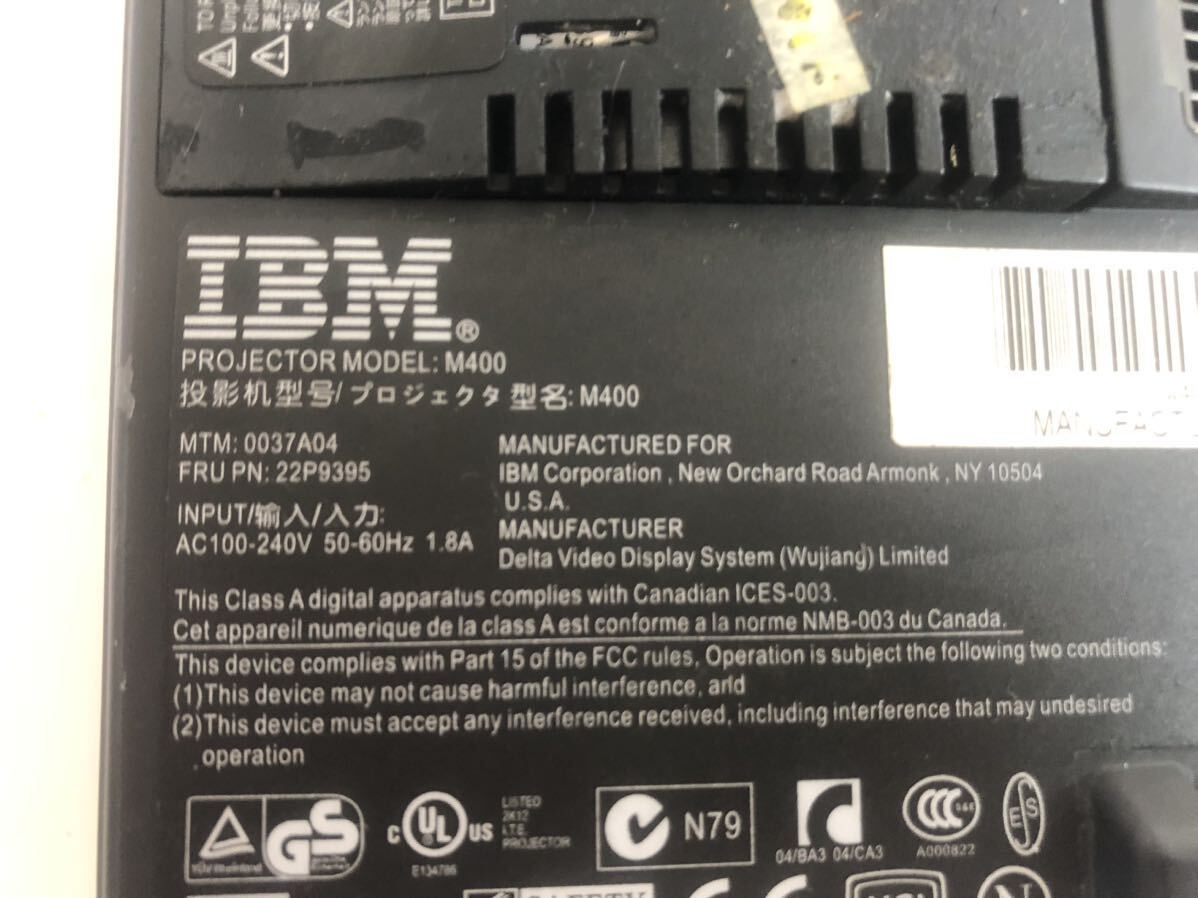 IBM®
PROJECTOR MODEL: M400
投影机型号/プロジェクタ 型名: M400
MTM: 0037A04
FRU PN: 22P9395
INPUT/输入/入力:
AC100-240V 50-60Hz 1.8A
MANUFACTURED FOR
IBM Corporation , New Orchard Road Armonk , NY 10504
U.S.A.
MANUFACTURER
Delta Video Display System (Wujiang) Limited
This Class A digital apparatus complies with Canadian ICES-003.
Cet appareil numerique de la class A est conforme a la norme NMB-003 du Canada.
This device complies with Part 15 of the FCC rules, Operation is subject the following two conditions:
(1)This device may not cause harmful interference, and
(2)This device must accept any interference received, including interference that may undesired
operation
GS
c UL us
LISTED
2K12
I.T.E.
PROJECTOR
E134786
N79
04/BA3 04/CA3
CCC S&E
A000822